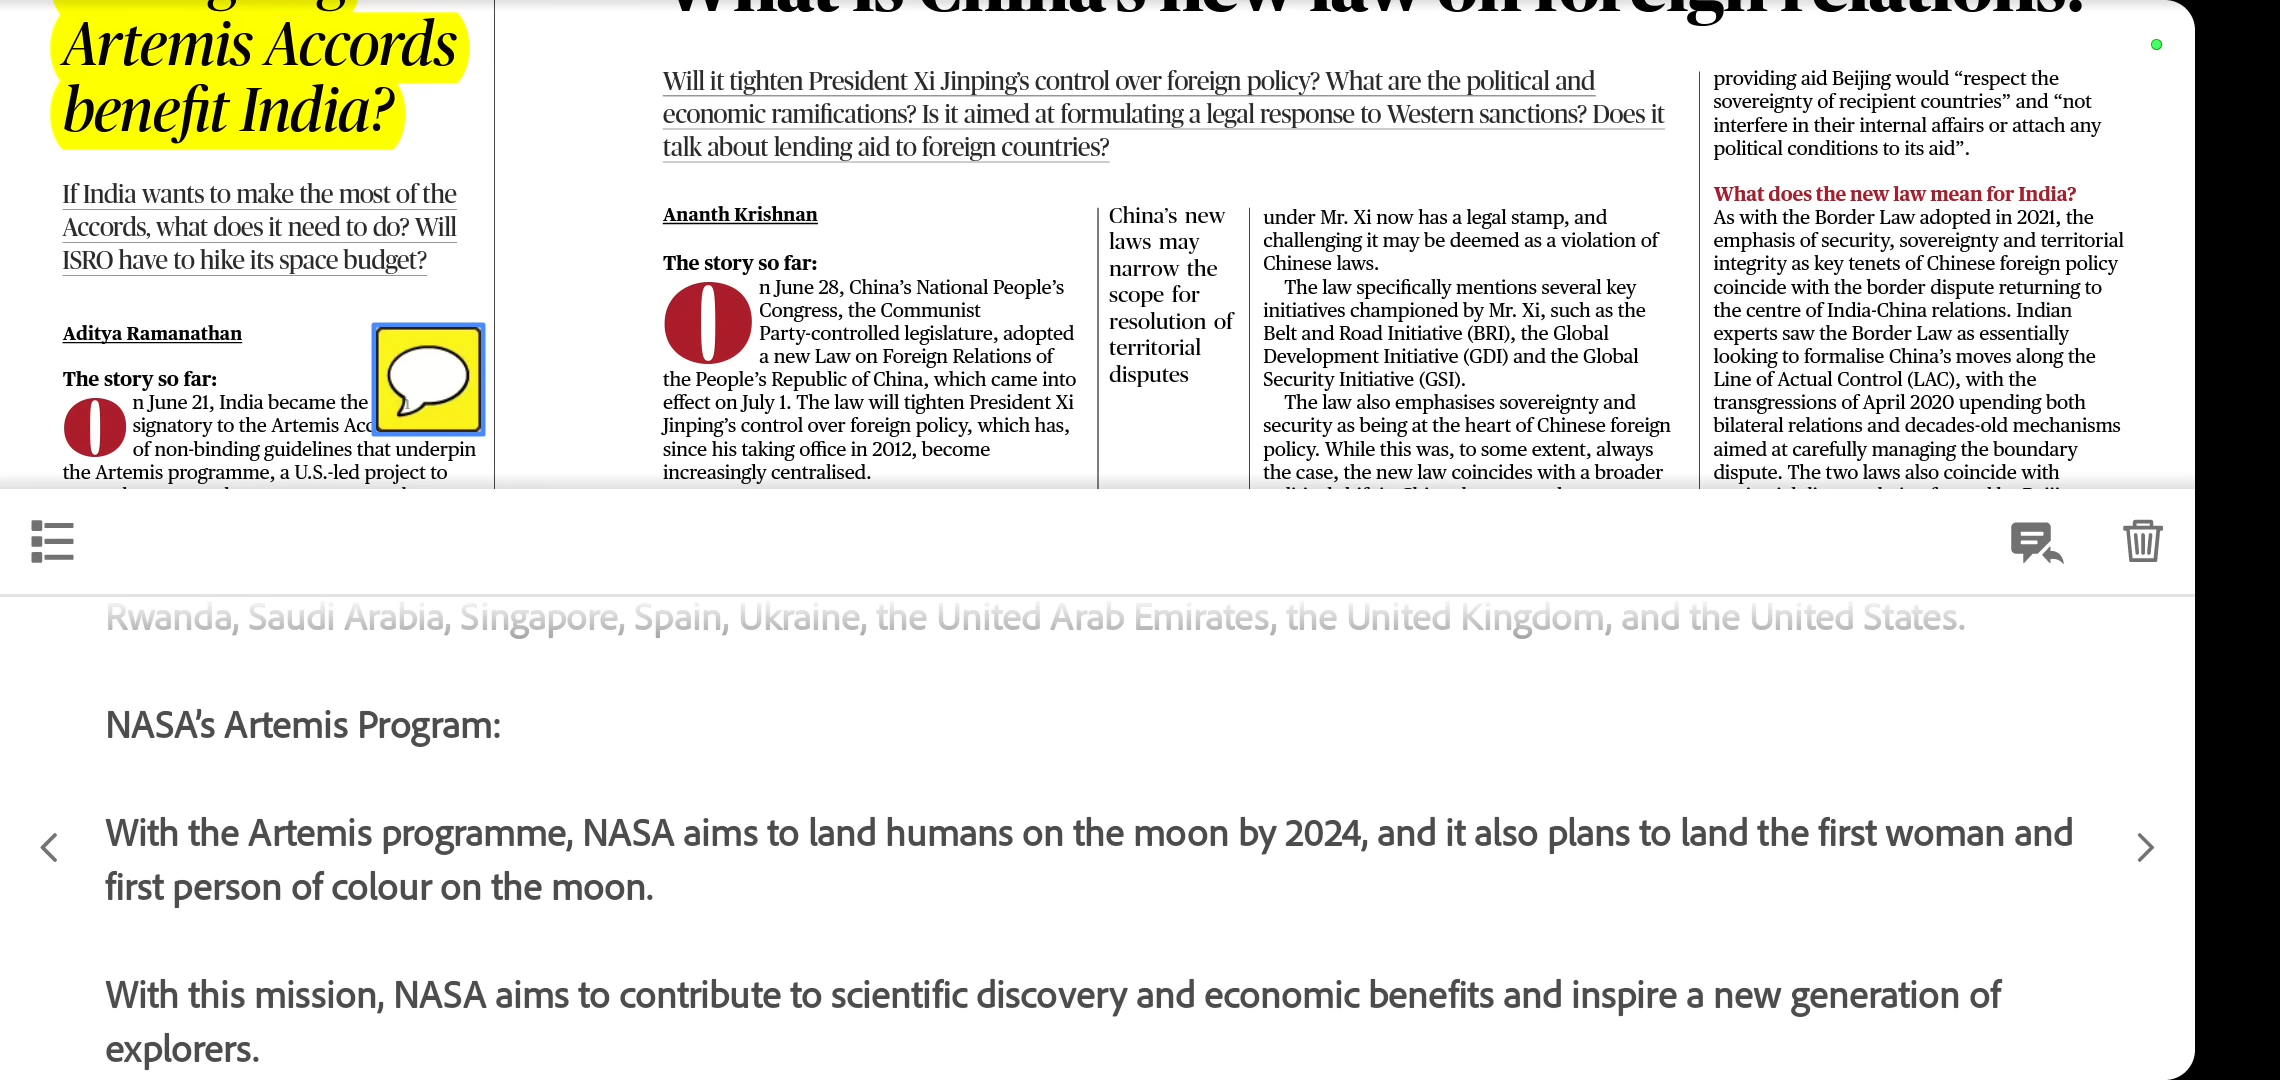 Artemis Accords
benefit India?
If India wants to make the most of the
Accords, what does it need to do? Will
ISRO have to hike its space budget?
Aditya Ramanathan
The story so far:
On June 21, India became the
signatory to the Artemis Acc
of non-binding guidelines that underpin
the Artemis programme, a U.S.-led project to
What is China's new law on foreign relations?
Will it tighten President Xi Jinping's control over foreign policy? What are the political and
economic ramifications? Is it aimed at formulating a legal response to Western sanctions? Does it
talk about lending aid to foreign countries?
Ananth Krishnan
The story so far:
On June 28, China's National People's
Congress, the Communist
Party-controlled legislature, adopted
a new Law on Foreign Relations of
the People's Republic of China, which came into
effect on July 1. The law will tighten President Xi
Jinping's control over foreign policy, which has,
since his taking office in 2012, become
increasingly centralised.
China's new
laws may
narrow the
scope for
resolution of
territorial
disputes
under Mr. Xi now has a legal stamp, and
challenging it may be deemed as a violation of
Chinese laws.
The law specifically mentions several key
initiatives championed by Mr. Xi, such as the
Belt and Road Initiative (BRI), the Global
Development Initiative (GDI) and the Global
Security Initiative (GSI).
The law also emphasises sovereignty and
security as being at the heart of Chinese foreign
policy. While this was, to some extent, always
the case, the new law coincides with a broader
providing aid Beijing would “respect the
sovereignty of recipient countries” and “not
interfere in their internal affairs or attach any
political conditions to its aid”.
What does the new law mean for India?
As with the Border Law adopted in 2021, the
emphasis of security, sovereignty and territorial
integrity as key tenets of Chinese foreign policy
coincide with the border dispute returning to
the centre of India-China relations. Indian
experts saw the Border Law as essentially
looking to formalise China's moves along the
Line of Actual Control (LAC), with the
transgressions of April 2020 upending both
bilateral relations and decades-old mechanisms
aimed at carefully managing the boundary
dispute. The two laws also coincide with
Rwanda, Saudi Arabia, Singapore, Spain, Ukraine, the United Arab Emirates, the United Kingdom, and the United States.
NASA's Artemis Program:
With the Artemis programme, NASA aims to land humans on the moon by 2024, and it also plans to land the first woman and
first person of colour on the moon.
With this mission, NASA aims to contribute to scientific discovery and economic benefits and inspire a new generation of
explorers.